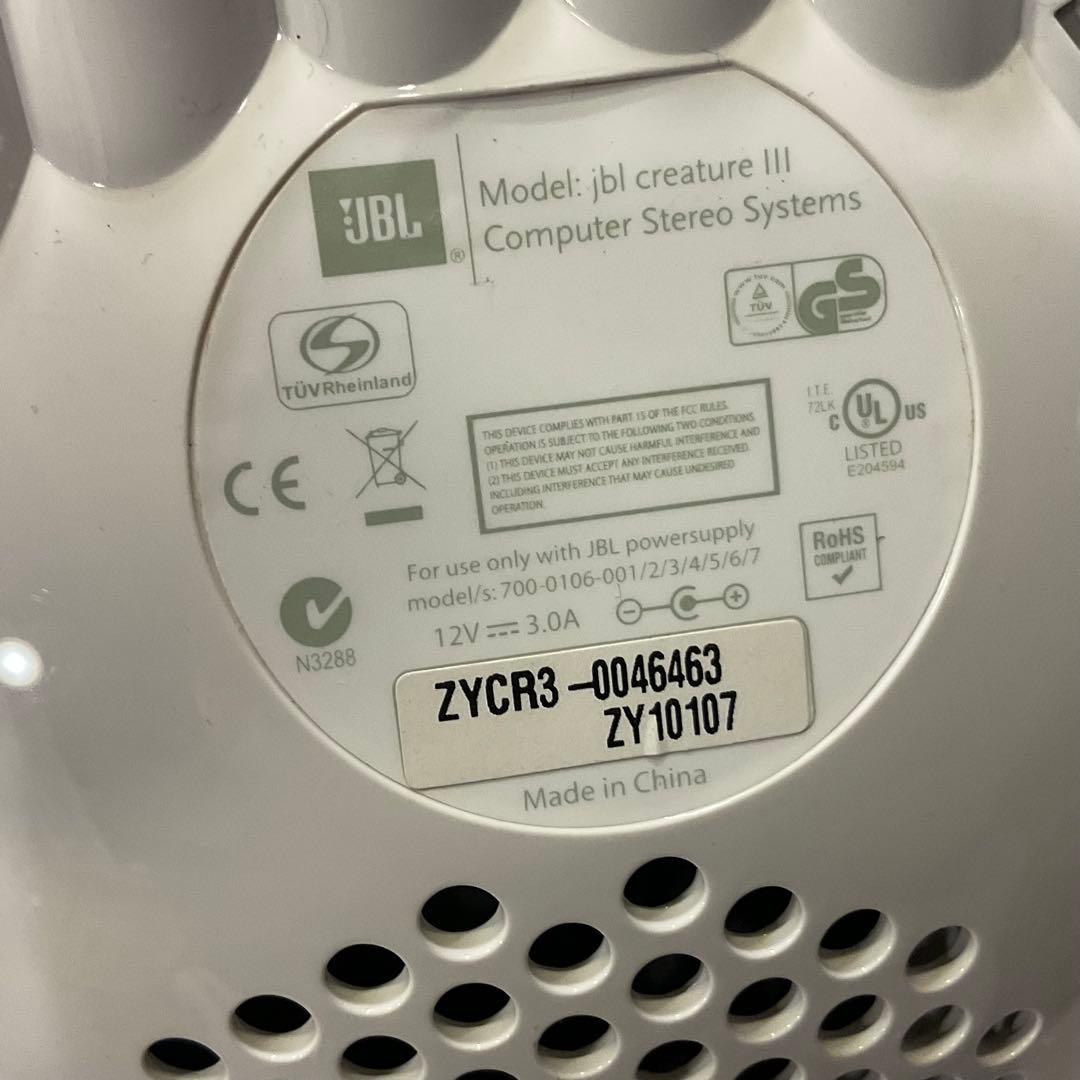 JBL®
Model: jbl creature III
Computer Stereo Systems
www.tuv.com
TÜV
GS
TÜVRheinland
I.T.E.
72LK
C UL US
®
LISTED
E204594
CE
THIS DEVICE COMPLIES WITH PART 15 OF THE FCC RULES.
OPERATION IS SUBJECT TO THE FOLLOWING TWO CONDITIONS.
(1) THIS DEVICE MAY NOT CAUSE HARMFUL INTERFERENCE AND
(2) THIS DEVICE MUST ACCEPT ANY INTERFERENCE RECEIVED.
INCLUDING INTERFERENCE THAT MAY CAUSE UNDESIRED
OPERATION.
RoHS
COMPLIANT
For use only with JBL powersupply
model/s: 700-0106-001/2/3/4/5/6/7
12V 3.0A
N3288
ZYCR3-0046463
ZY10107
Made in China